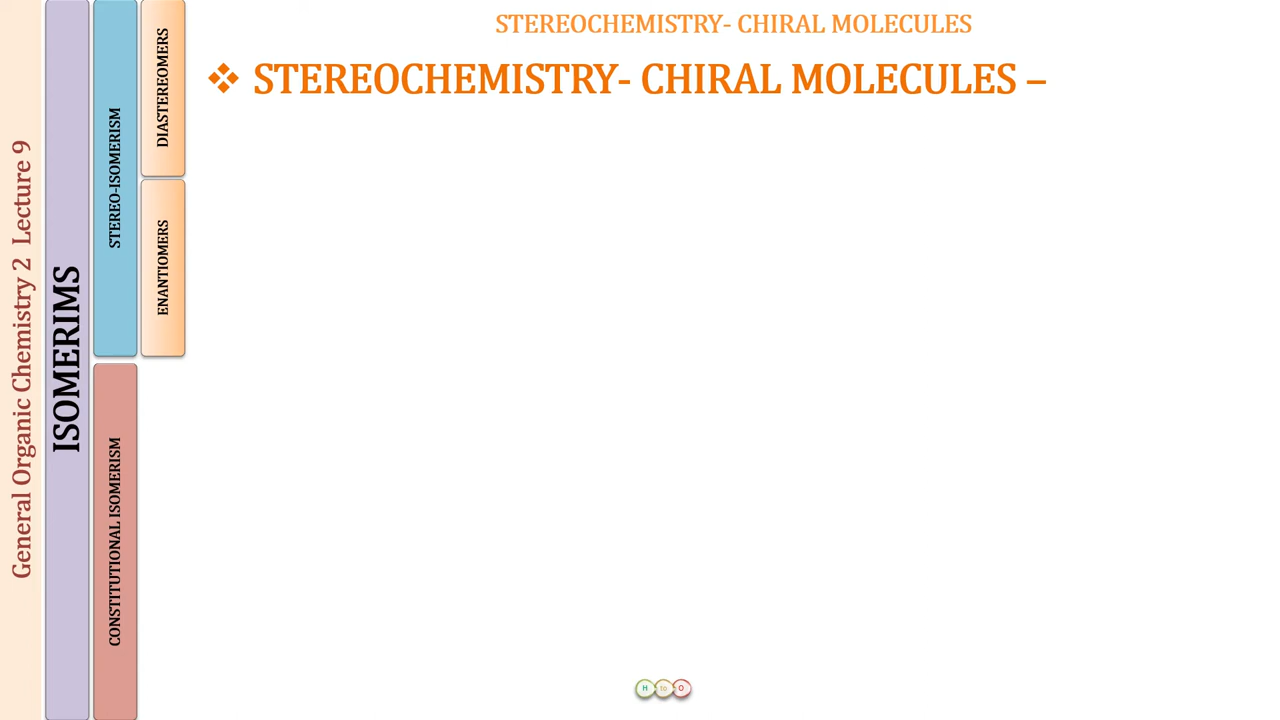 STEREOCHEMISTRY- CHIRAL MOLECULES
❖ STEREOCHEMISTRY- CHIRAL MOLECULES –
General Organic Chemistry 2 Lecture 9
ISOMERIMS
STEREO-ISOMERISM
DIASTEREOMERS
ENANTIOMERS
CONSTITUTIONAL ISOMERISM
H to O